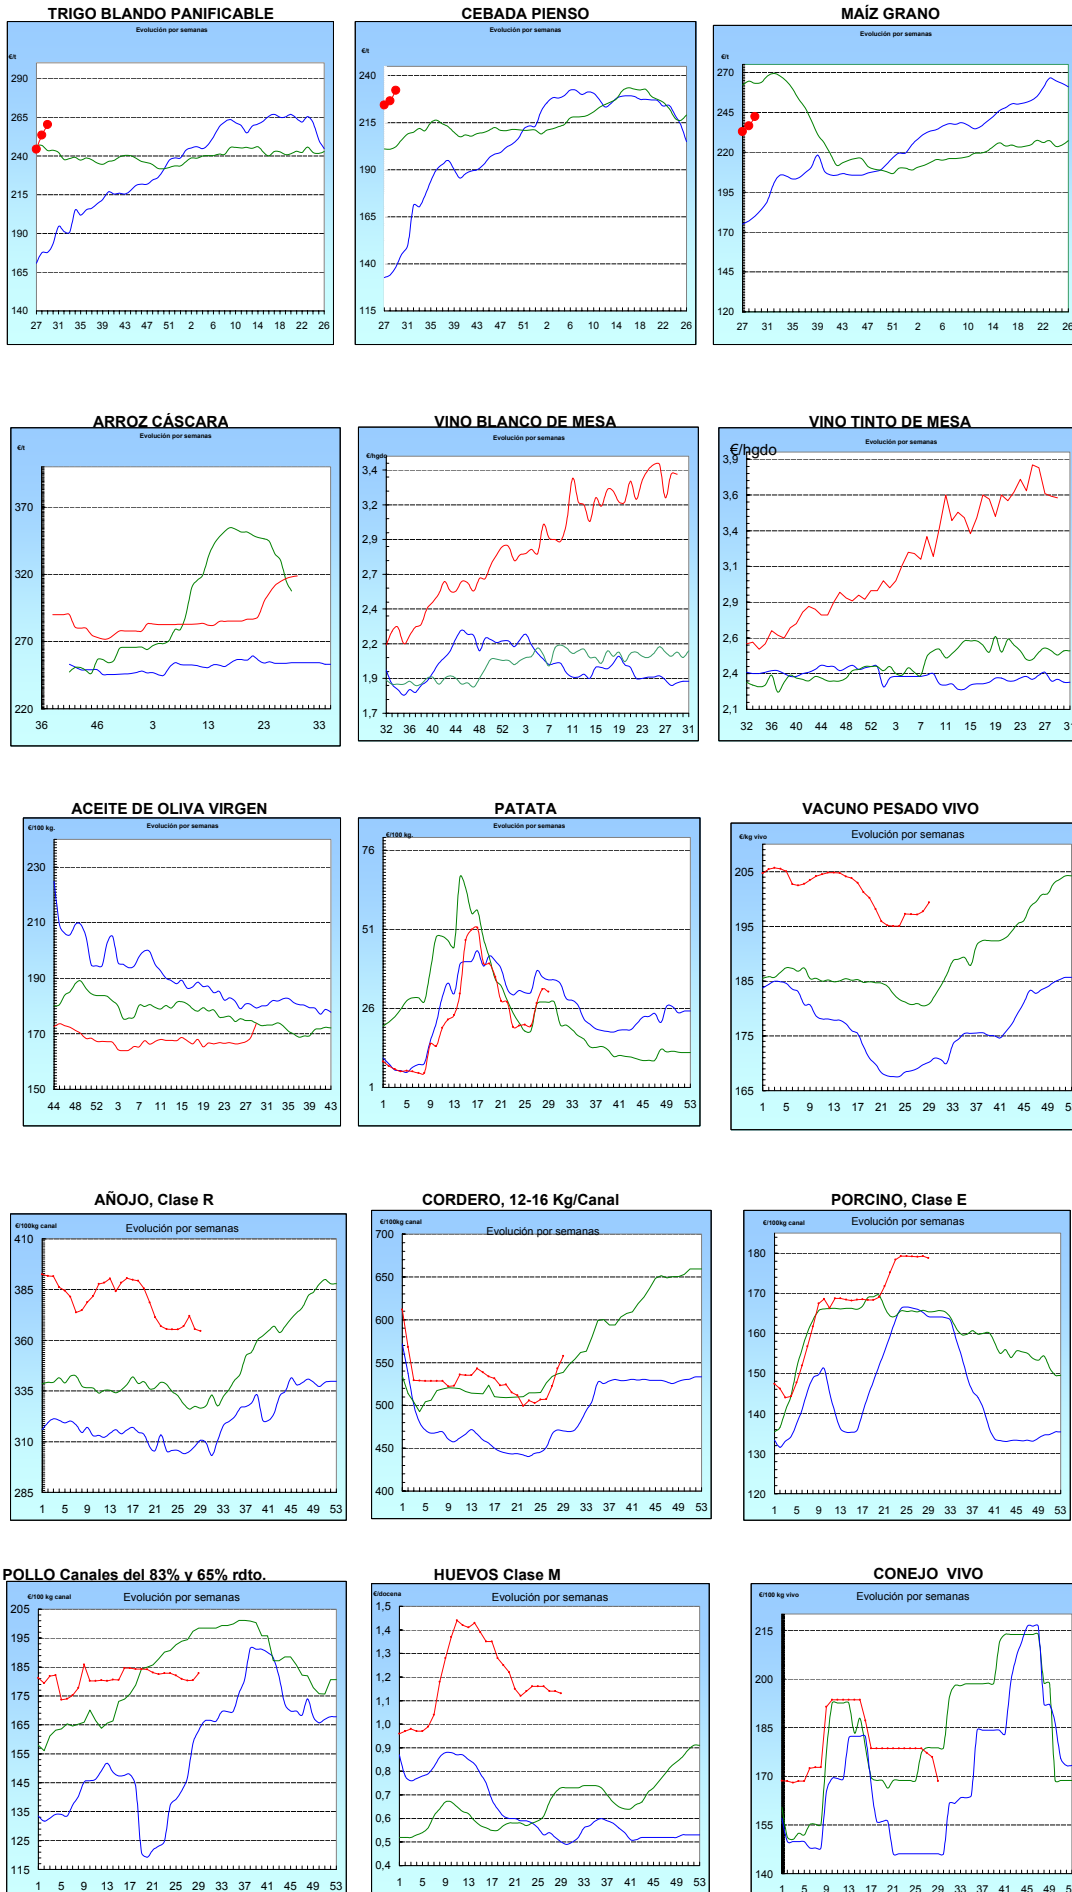 TRIGO BLANDO PANIFICABLE
Evolución por semanas
€/t
290
265
240
215
190
165
140
27 31 35 39 43 47 51 2 6 10 14 18 22 26
CEBADA PIENSO
Evolución por semanas
€/t
240
215
190
165
140
115
27 31 35 39 43 47 51 2 6 10 14 18 22 26
MAÍZ GRANO
Evolución por semanas
€/t
270
245
220
195
170
145
120
27 31 35 39 43 47 51 2 6 10 14 18 22 26
ARROZ CÁSCARA
Evolución por semanas
€/t
370
320
270
220
36 46 3 13 23 33
VINO BLANCO DE MESA
Evolución por semanas
€/hgdo
3,4
3,2
2,9
2,7
2,4
2,2
1,9
1,7
32 36 40 44 48 52 3 7 11 15 19 23 27 31
VINO TINTO DE MESA
Evolución por semanas
€/hgdo
3,9
3,6
3,4
3,1
2,9
2,6
2,4
2,1
32 36 40 44 48 52 3 7 11 15 19 23 27 31
ACEITE DE OLIVA VIRGEN
Evolución por semanas
€/100 kg.
230
210
190
170
150
44 48 52 3 7 11 15 19 23 27 31 35 39 43
PATATA
Evolución por semanas
€/100 kg.
76
51
26
1
1 5 9 13 17 21 25 29 33 37 41 45 49 53
VACUNO PESADO VIVO
€/kg vivo
Evolución por semanas
205
195
185
175
165
1 5 9 13 17 21 25 29 33 37 41 45 49 53
AÑOJO, Clase R
€/100kg canal
Evolución por semanas
410
385
360
335
310
285
1 5 9 13 17 21 25 29 33 37 41 45 49 53
CORDERO, 12-16 Kg/Canal
€/100kg canal
Evolución por semanas
700
650
600
550
500
450
400
1 5 9 13 17 21 25 29 33 37 41 45 49 53
PORCINO, Clase E
€/100kg canal
Evolución por semanas
180
170
160
150
140
130
120
1 5 9 13 17 21 25 29 33 37 41 45 49 53
POLLO Canales del 83% y 65% rdto.
€/100 kg canal
Evolución por semanas
205
195
185
175
165
155
145
135
125
115
1 5 9 13 17 21 25 29 33 37 41 45 49 53
HUEVOS Clase M
€/docena
Evolución por semanas
1,5
1,4
1,3
1,2
1,1
1,0
0,9
0,8
0,7
0,6
0,5
0,4
1 5 9 13 17 21 25 29 33 37 41 45 49 53
CONEJO VIVO
€/100 kg vivo
Evolución por semanas
215
200
185
170
155
140
1 5 9 13 17 21 25 29 33 37 41 45 49 53